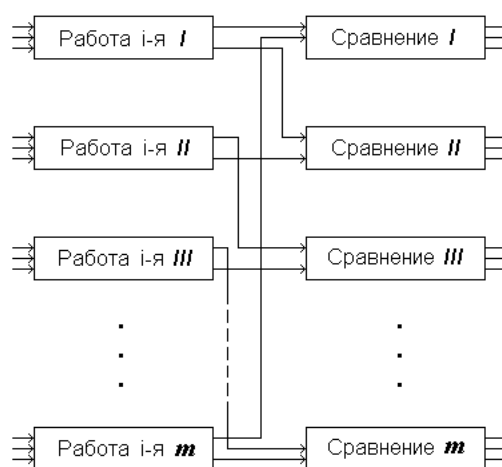 Работа i-я I
Сравнение I
Работа i-я II
Сравнение II
Работа i-я III
Сравнение III
Работа i-я m
Сравнение m